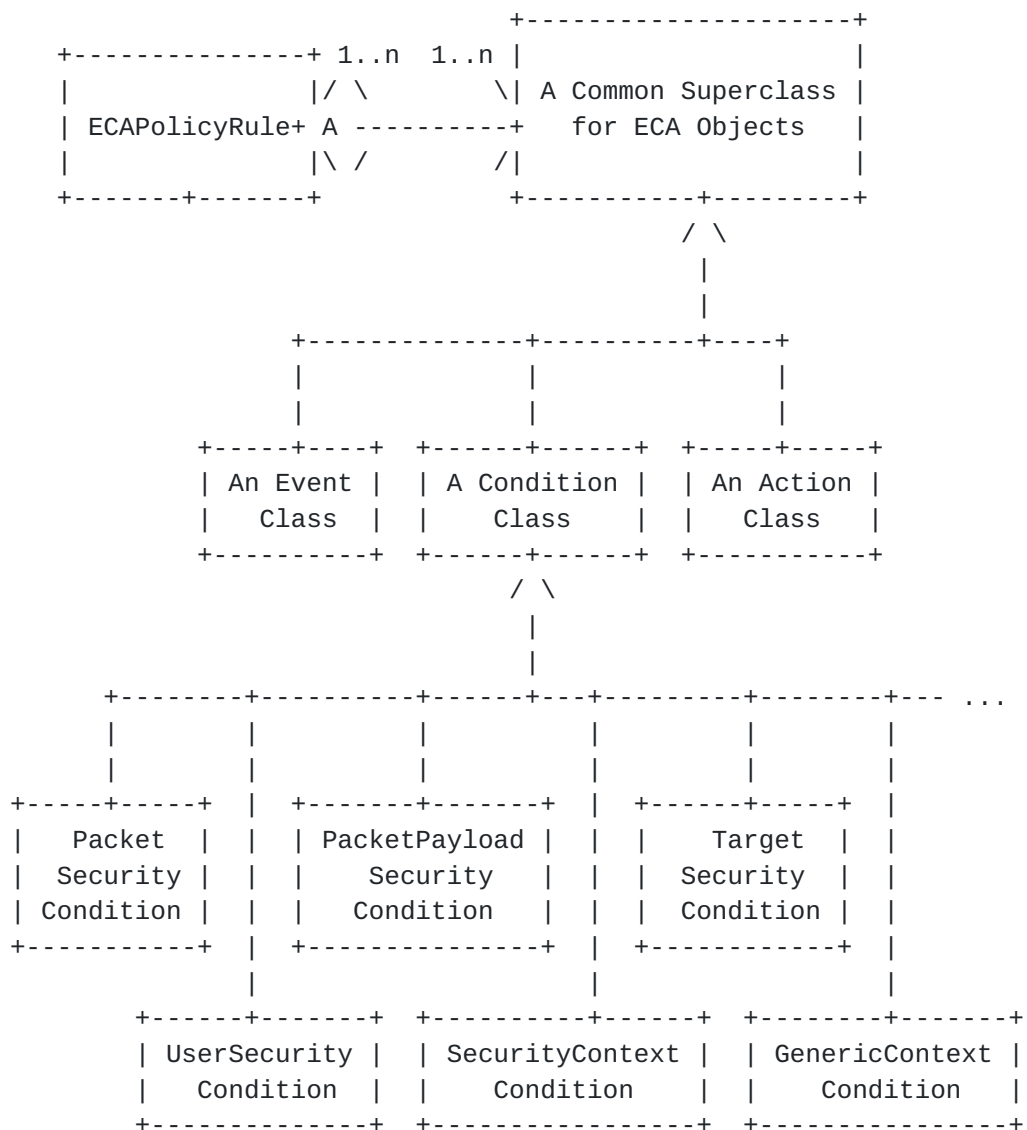 1..n 1..n
A Common Superclass
ECAPolicyRule A for ECA Objects
An Event A Condition An Action
Class Class Class
...
Packet PacketPayload Target
Security Security Security
Condition Condition Condition
UserSecurity SecurityContext GenericContext
Condition Condition Condition